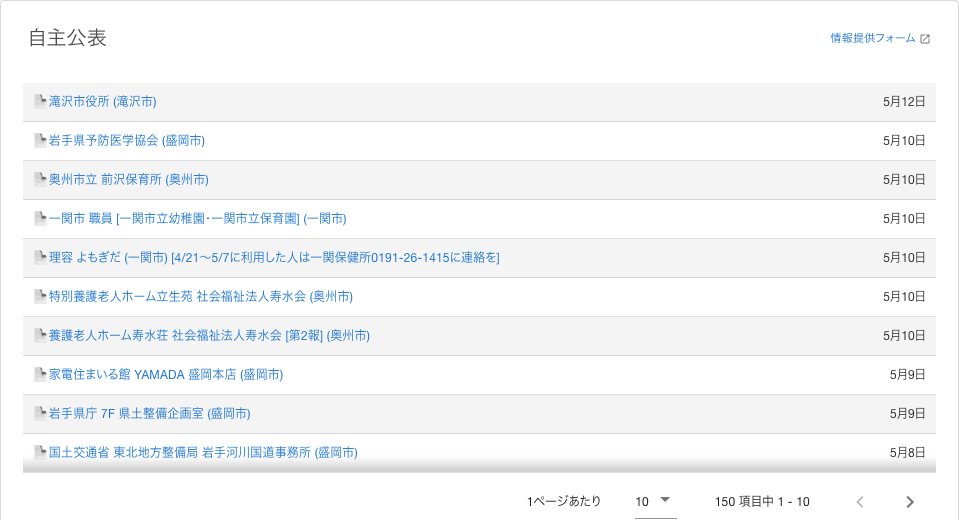 自主公表
情報提供フォーム
滝沢市役所 (滝沢市) 5月12日
岩手県予防医学協会 (盛岡市) 5月10日
奥州市立 前沢保育所 (奥州市) 5月10日
一関市 職員 [一関市立幼稚園･一関市立保育園] (一関市) 5月10日
理容 よもぎだ (一関市) [4/21〜5/7に利用した人は一関保健所0191-26-1415に連絡を] 5月10日
特別養護老人ホーム立生苑 社会福祉法人寿水会 (奥州市) 5月10日
養護老人ホーム寿水荘 社会福祉法人寿水会 [第2報] (奥州市) 5月10日
家電住まいる館 YAMADA 盛岡本店 (盛岡市) 5月9日
岩手県庁 7F 県土整備企画室 (盛岡市) 5月9日
国土交通省 東北地方整備局 岩手河川国道事務所 (盛岡市) 5月8日
1ページあたり 10 150 項目中 1 - 10